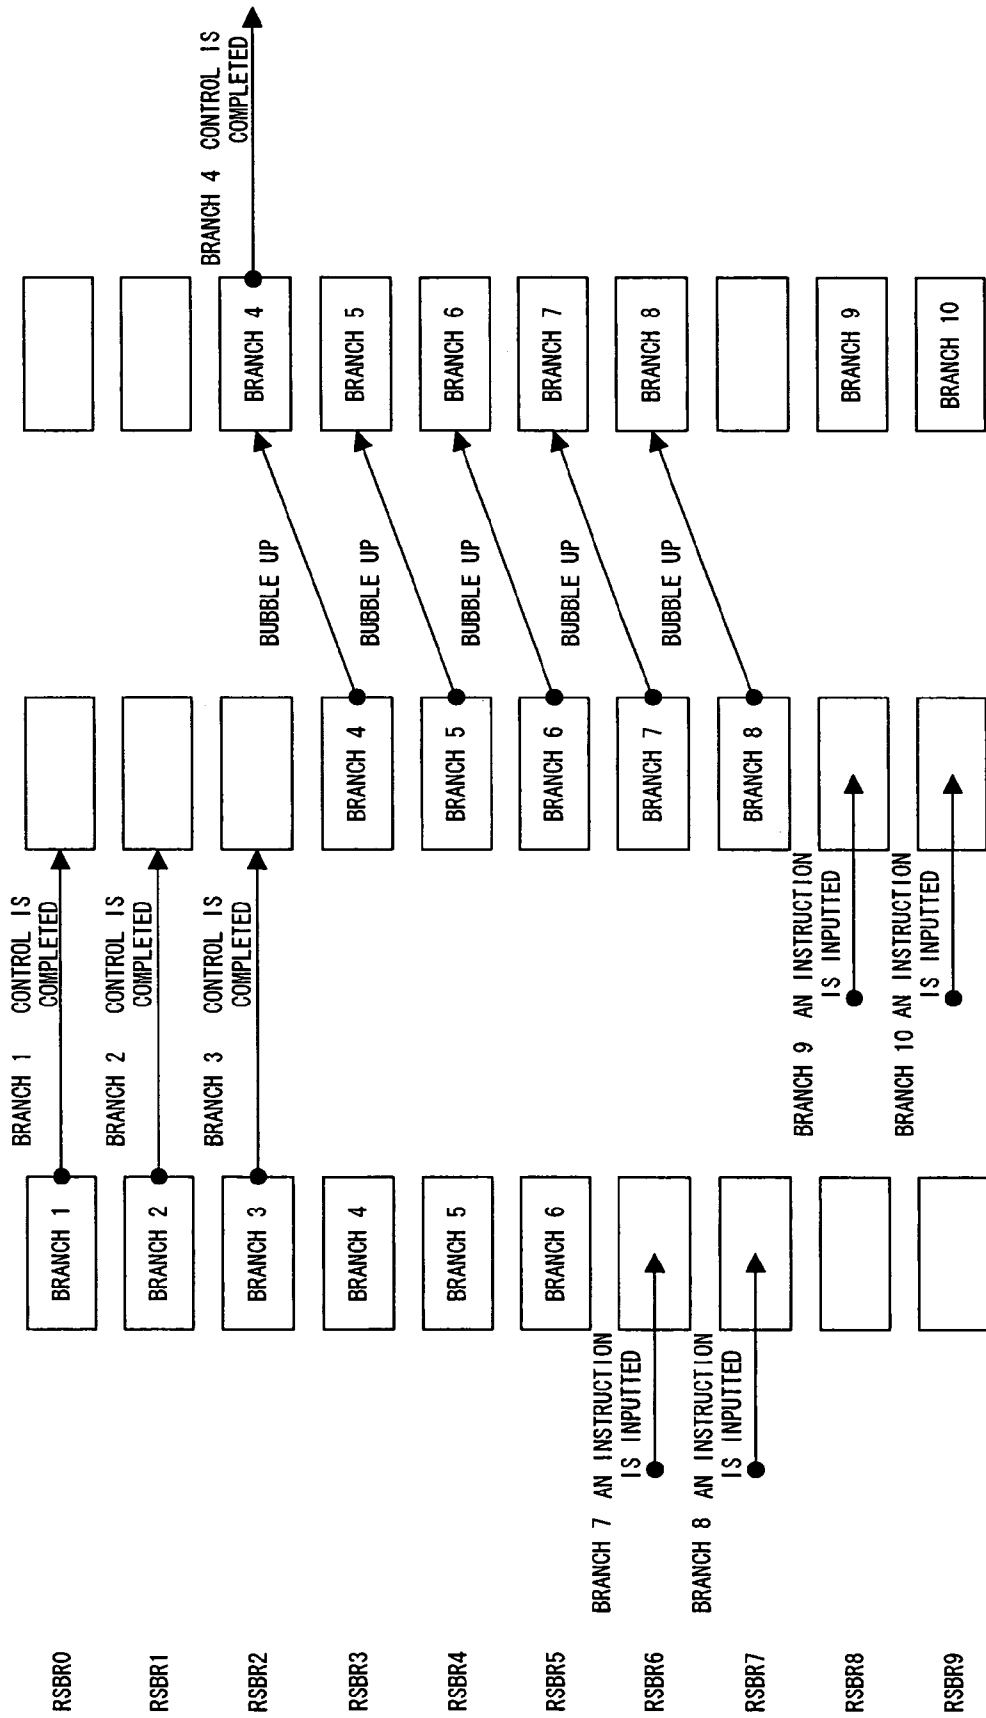 RSBR0
BRANCH 1
BRANCH 1 CONTROL IS
COMPLETED
RSBR1
BRANCH 2
BRANCH 2 CONTROL IS
COMPLETED
RSBR2
BRANCH 3
BRANCH 3 CONTROL IS
COMPLETED
BRANCH 4
BRANCH 4 CONTROL IS
COMPLETED
RSBR3
BRANCH 4
BRANCH 4
BUBBLE UP
BRANCH 5
RSBR4
BRANCH 5
BRANCH 5
BUBBLE UP
BRANCH 6
RSBR5
BRANCH 6
BRANCH 6
BUBBLE UP
BRANCH 7
RSBR6
BRANCH 7 AN INSTRUCTION
IS INPUTTED
BRANCH 7
BUBBLE UP
BRANCH 8
RSBR7
BRANCH 8 AN INSTRUCTION
IS INPUTTED
BRANCH 8
BUBBLE UP
RSBR8
BRANCH 9 AN INSTRUCTION
IS INPUTTED
BRANCH 9
RSBR9
BRANCH 10 AN INSTRUCTION
IS INPUTTED
BRANCH 10